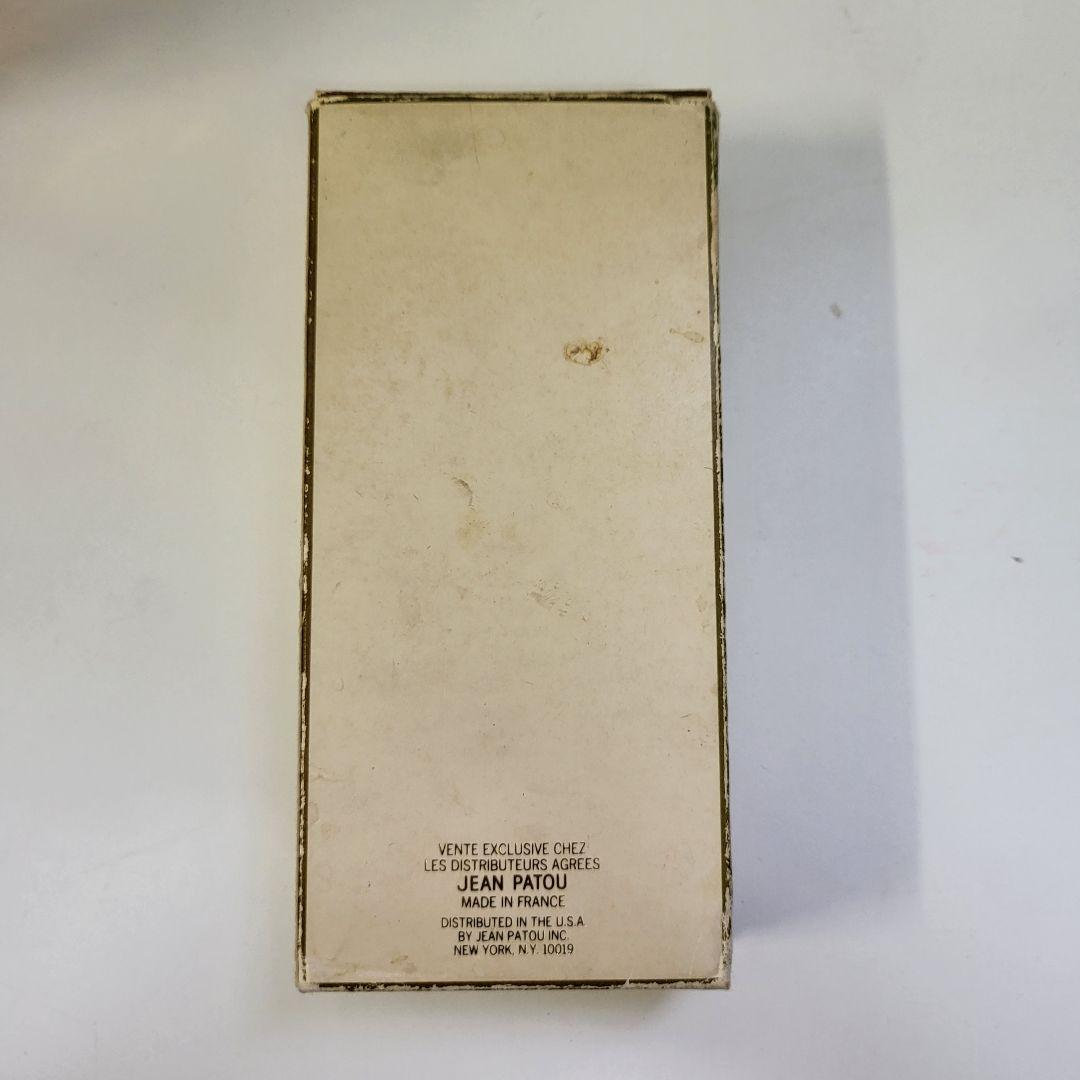 VENTE EXCLUSIVE CHEZ
LES DISTRIBUTEURS AGREES
JEAN PATOU
MADE IN FRANCE
DISTRIBUTED IN THE U.S.A.
BY JEAN PATOU INC.
NEW YORK, N.Y. 10019